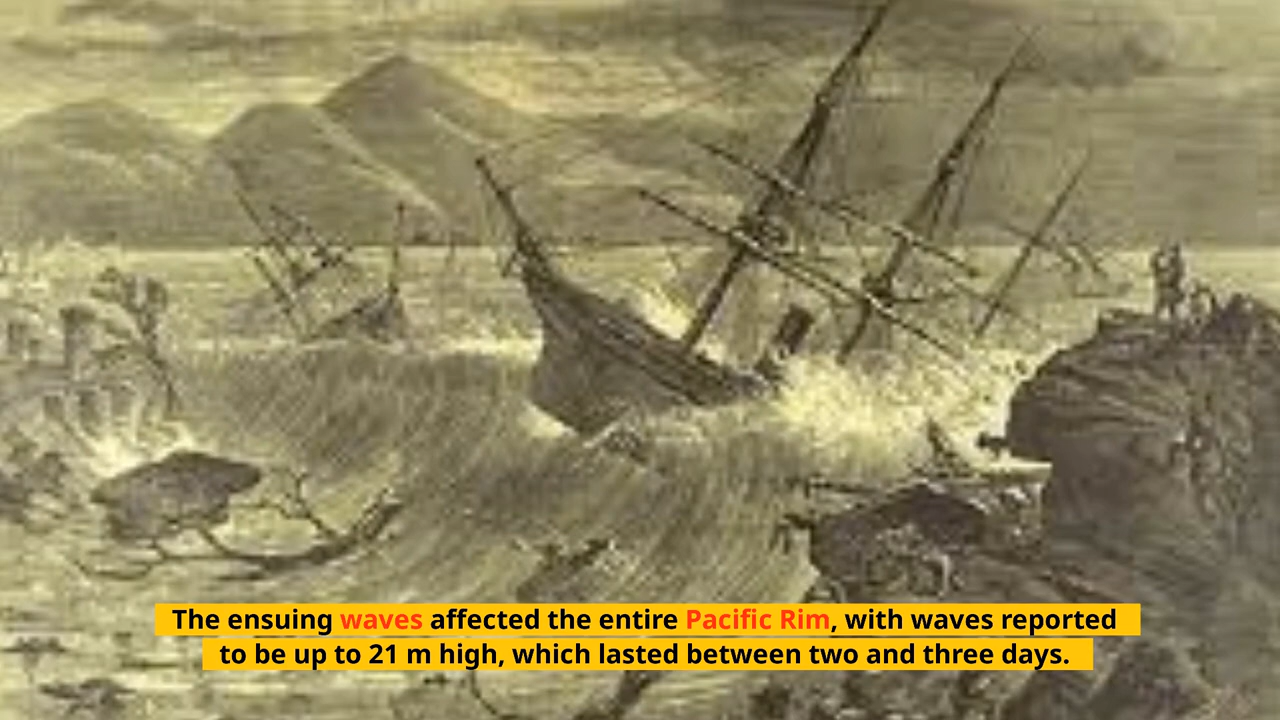 The ensuing waves affected the entire Pacific Rim, with waves reported
to be up to 21 m high, which lasted between two and three days.